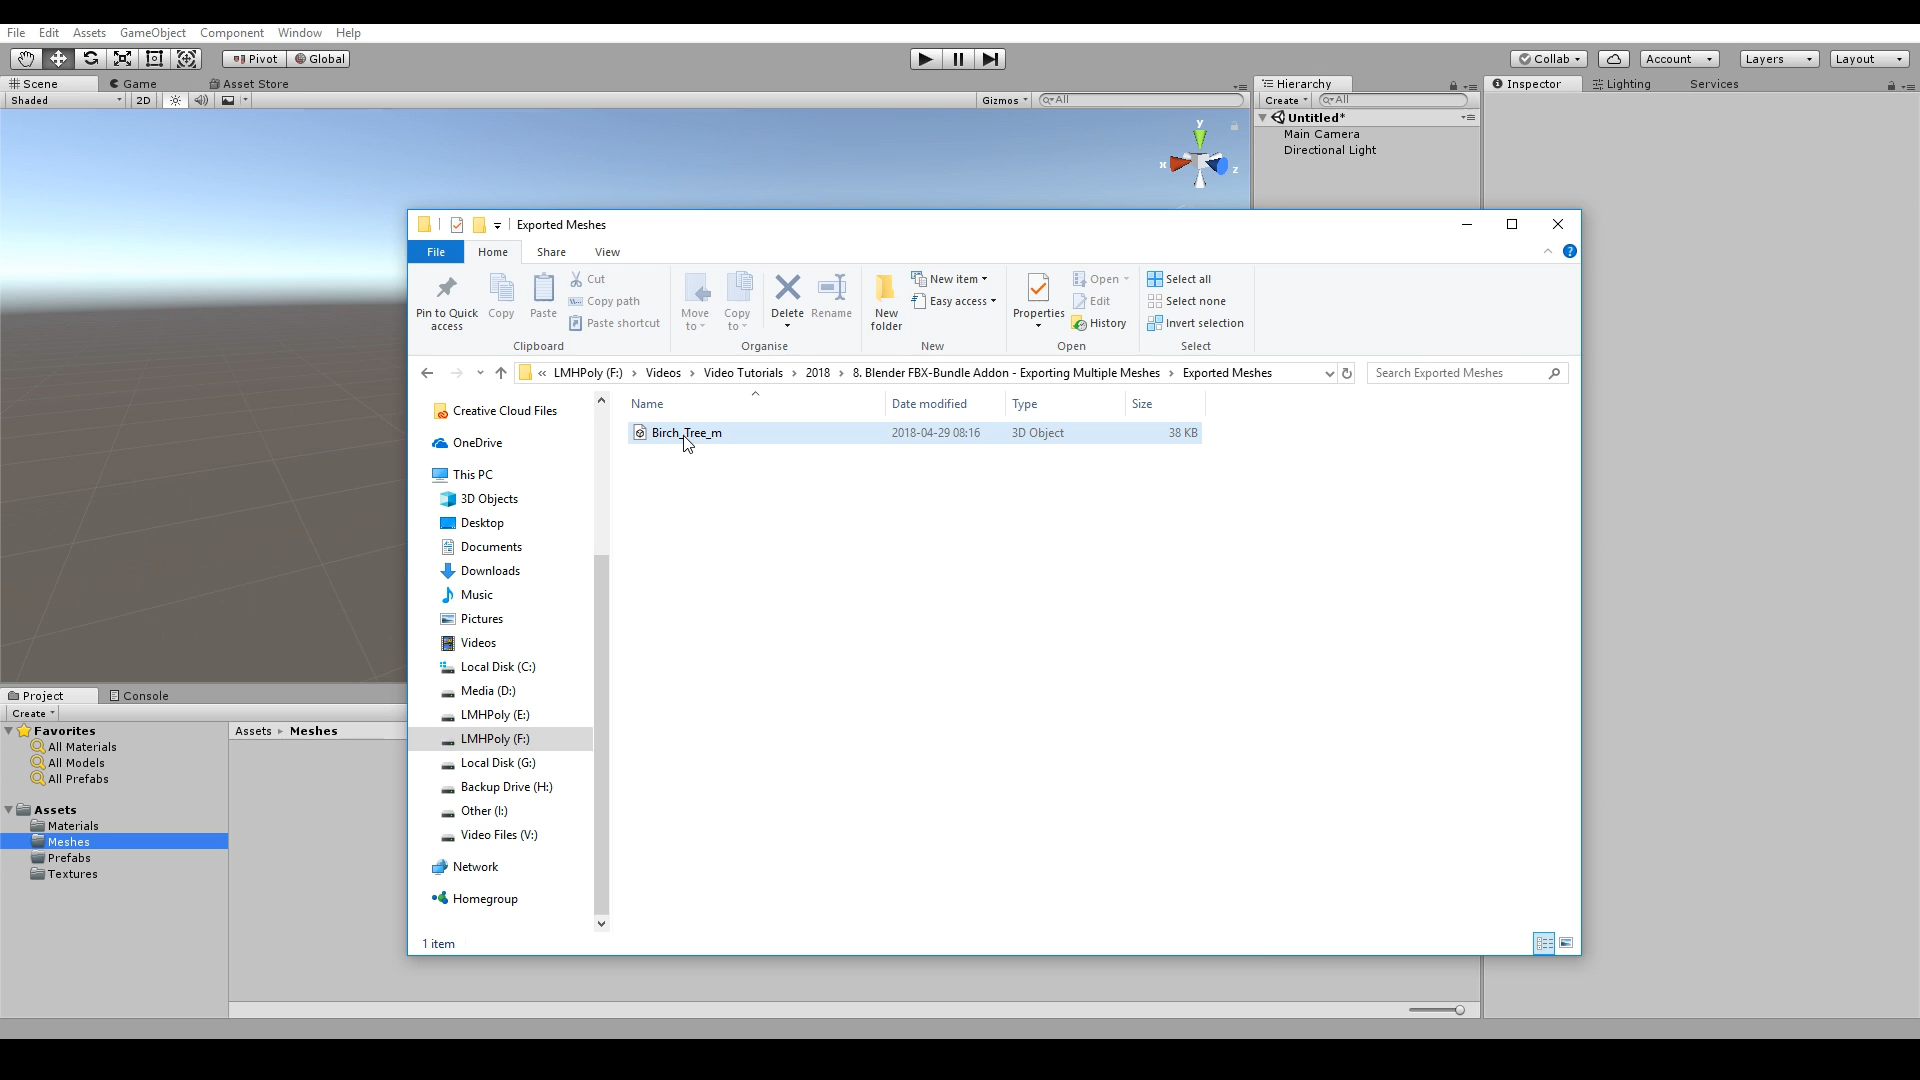 File Edit Assets GameObject Component Window Help
Pivot Global Collab Account Layers Layout
Scene Game Asset Store Hierarchy Inspector Lighting Services
Shaded 2D Gizmos All Create All
Untitled*
Main Camera
Directional Light
y
x z
Exported Meshes
File Home Share View
Pin to Quick access
Copy
Paste
Cut
Copy path
Paste shortcut
Clipboard
Move to
Copy to
Delete
Rename
Organise
New folder
New item
Easy access
New
Properties
Open
Edit
History
Open
Select all
Select none
Invert selection
Select
« LMHPoly (F:) › Videos › Video Tutorials › 2018 › 8. Blender FBX-Bundle Addon - Exporting Multiple Meshes › Exported Meshes
Search Exported Meshes
Name Date modified Type Size
Birch_Tree_m 2018-04-29 08:16 3D Object 38 KB
Creative Cloud Files
OneDrive
This PC
3D Objects
Desktop
Documents
Downloads
Music
Pictures
Videos
Local Disk (C:)
Media (D:)
LMHPoly (E:)
LMHPoly (F:)
Local Disk (G:)
Backup Drive (H:)
Other (I:)
Video Files (V:)
Network
Homegroup
1 item
Project Console
Create
Favorites
All Materials
All Models
All Prefabs
Assets
Materials
Meshes
Prefabs
Textures
Assets ▸ Meshes